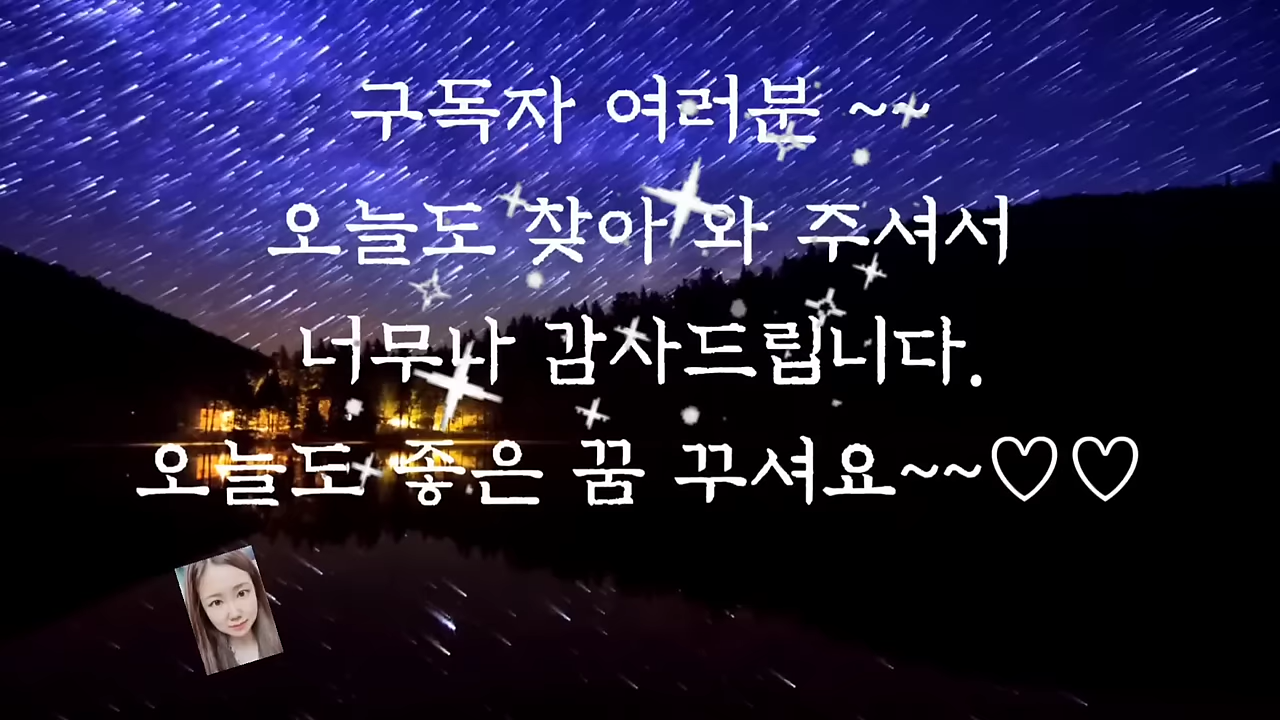 구독자 여러분 ~~
오늘도 찾아 와 주셔서
너무나 감사드립니다.
오늘도 좋은 꿈 꾸셔요~~♡♡